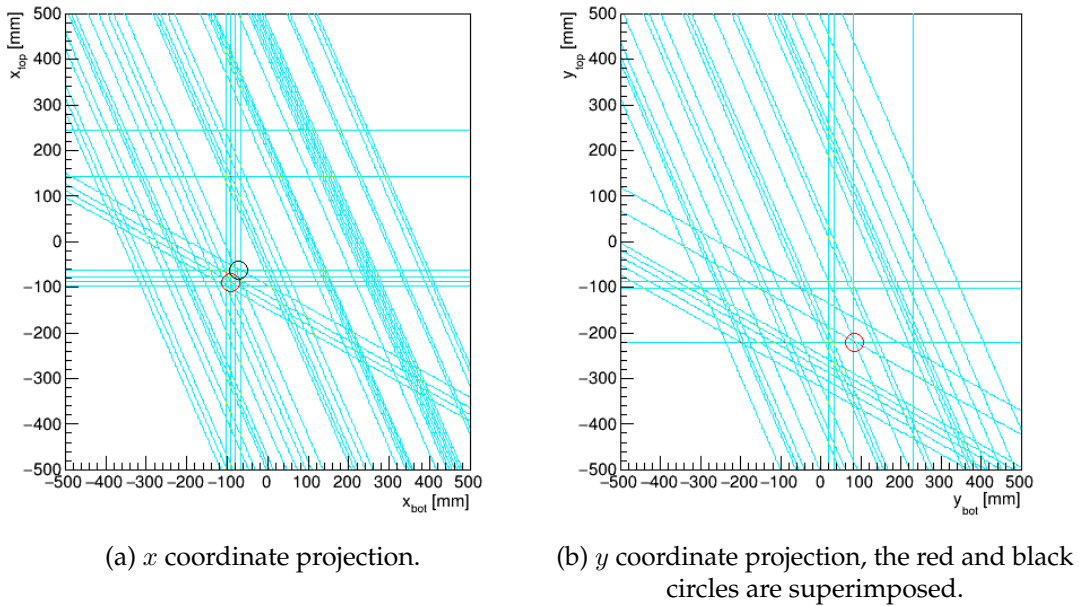 x_top [mm]
500
400
300
200
100
0
−100
−200
−300
−400
−500
−500 −400 −300 −200 −100 0 100 200 300 400 500
x_bot [mm]
y_top [mm]
500
400
300
200
100
0
−100
−200
−300
−400
−500
−500 −400 −300 −200 −100 0 100 200 300 400 500
y_bot [mm]
(a) x coordinate projection.
(b) y coordinate projection, the red and black
circles are superimposed.